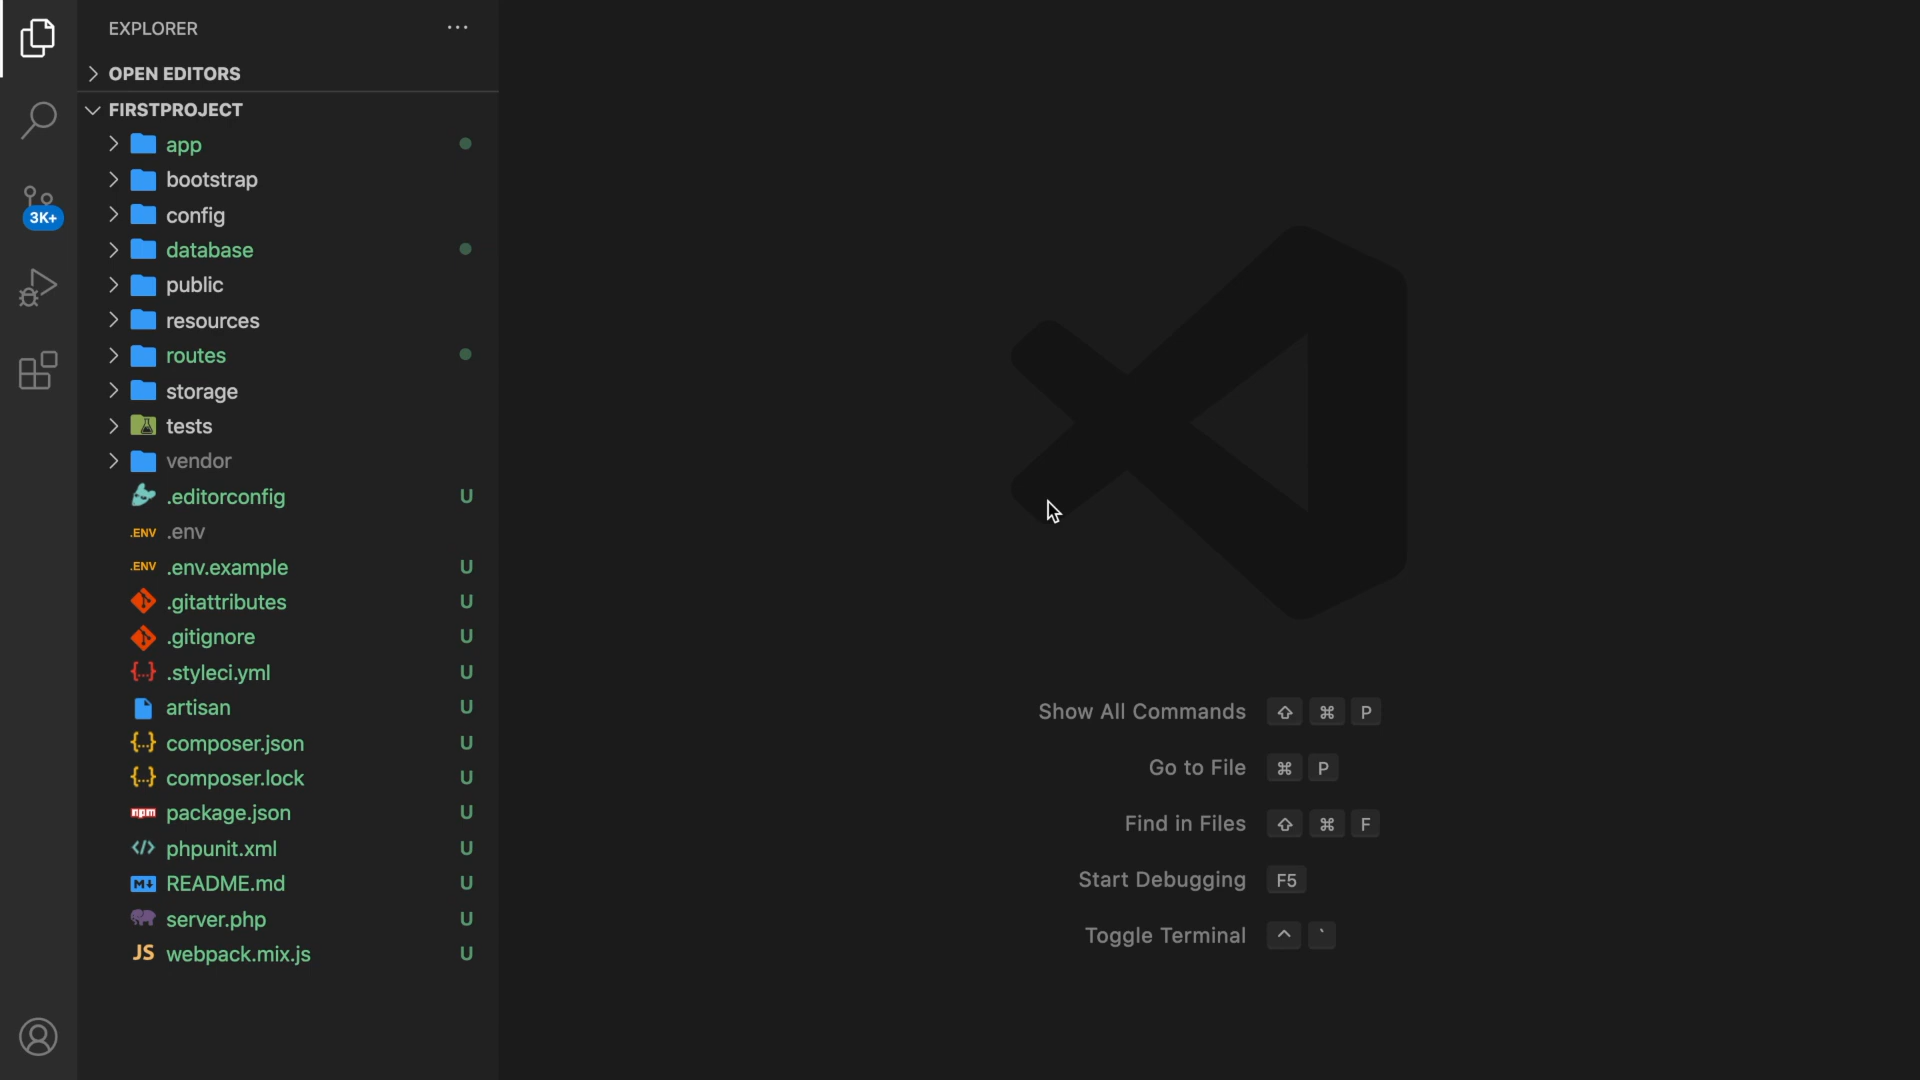 EXPLORER
OPEN EDITORS
FIRSTPROJECT
app
bootstrap
3K+
config
database
public
resources
routes
storage
tests
vendor
.editorconfig U
.ENV .env
.ENV .env.example U
.gitattributes U
.gitignore U
{...} .styleci.yml U
artisan U
{...} composer.json U
{...} composer.lock U
npm package.json U
</> phpunit.xml U
M↓ README.md U
server.php U
JS webpack.mix.js U
Show All Commands ⇧ ⌘ P
Go to File ⌘ P
Find in Files ⇧ ⌘ F
Start Debugging F5
Toggle Terminal ^ `